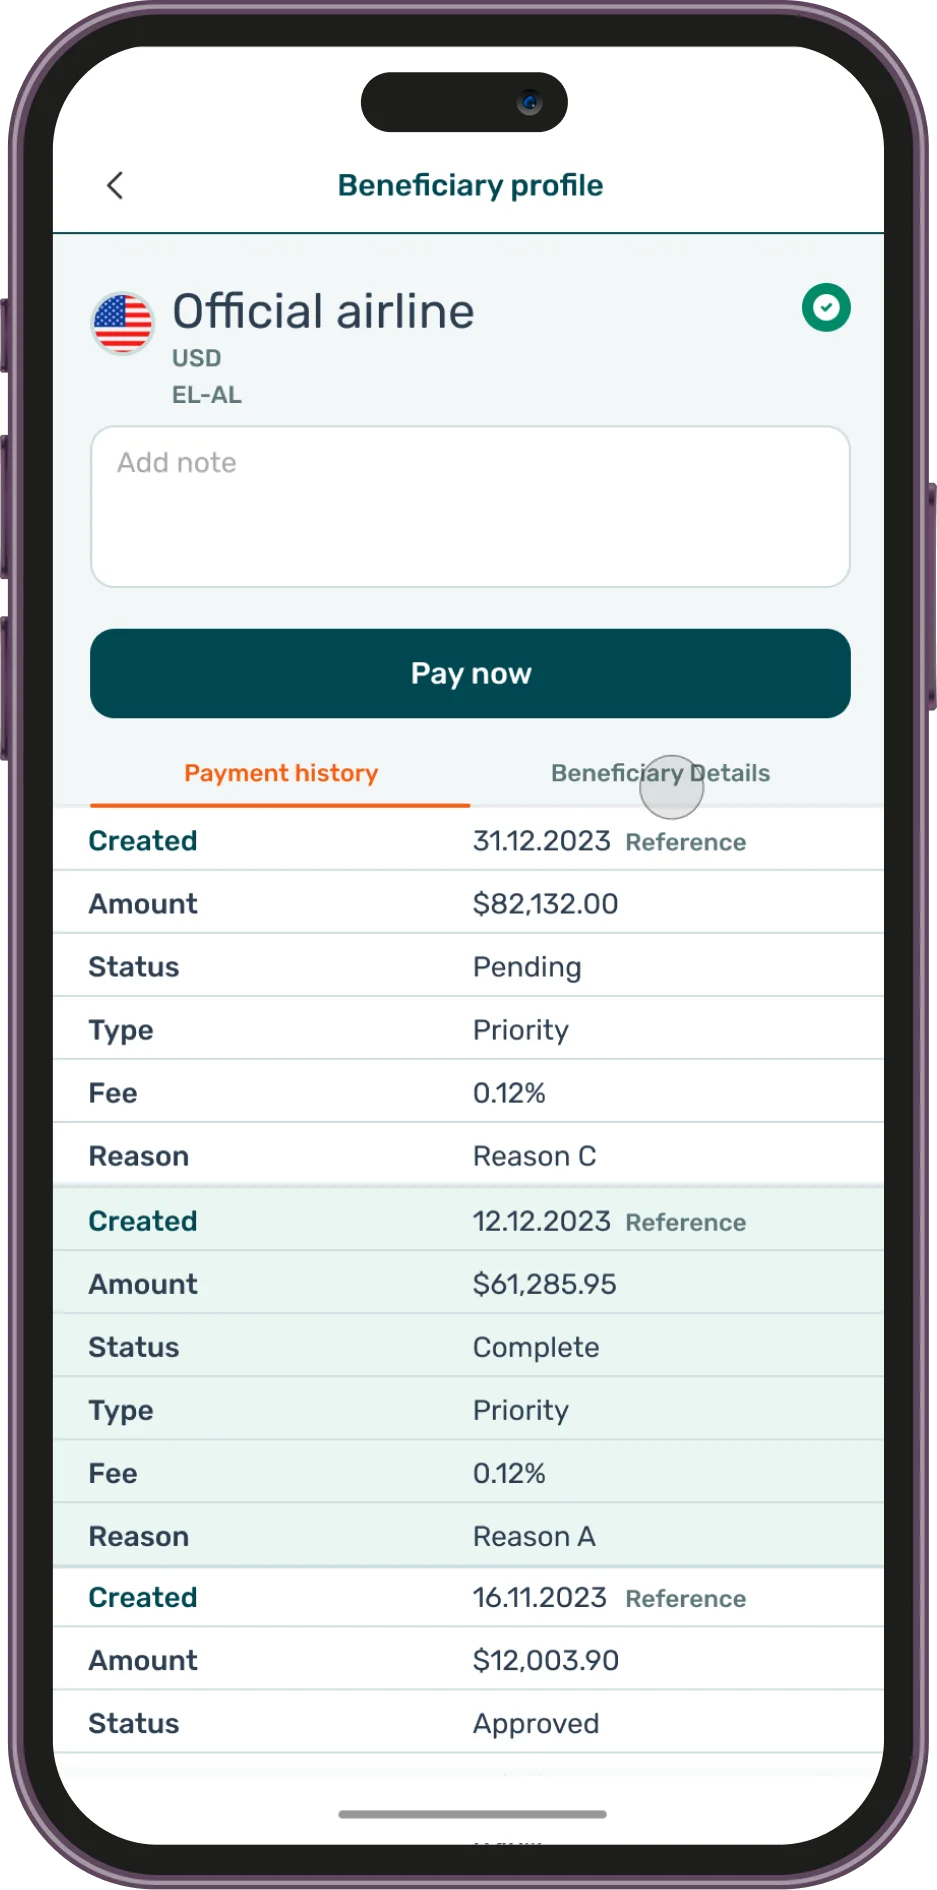 Beneficiary profile
Official airline
USD
EL-AL
Add note
Pay now
Payment history Beneficiary Details
Created 31.12.2023 Reference
Amount $82,132.00
Status Pending
Type Priority
Fee 0.12%
Reason Reason C
Created 12.12.2023 Reference
Amount $61,285.95
Status Complete
Type Priority
Fee 0.12%
Reason Reason A
Created 16.11.2023 Reference
Amount $12,003.90
Status Approved